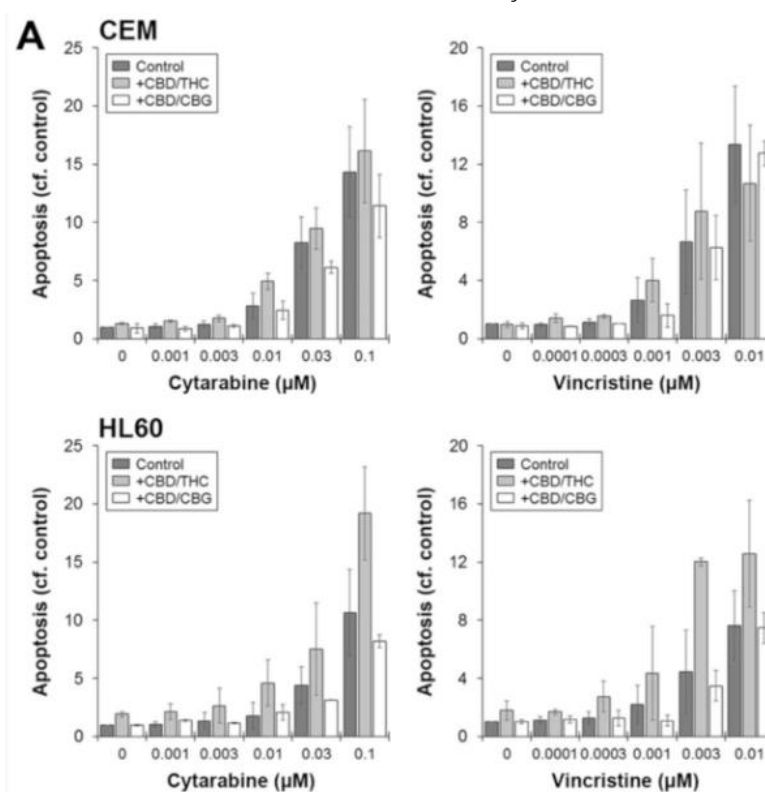 A
CEM
25
20
15
10
5
0
Apoptosis (cf. control)
Control
+CBD/THC
+CBD/CBG
0 0.001 0.003 0.01 0.03 0.1
Cytarabine (µM)
20
16
12
8
4
0
Apoptosis (cf. control)
Control
+CBD/THC
+CBD/CBG
0 0.0001 0.0003 0.001 0.003 0.01
Vincristine (µM)
HL60
25
20
15
10
5
0
Apoptosis (cf. control)
Control
+CBD/THC
+CBD/CBG
0 0.001 0.003 0.01 0.03 0.1
Cytarabine (µM)
20
16
12
8
4
0
Apoptosis (cf. control)
Control
+CBD/THC
+CBD/CBG
0 0.0001 0.0003 0.001 0.003 0.01
Vincristine (µM)